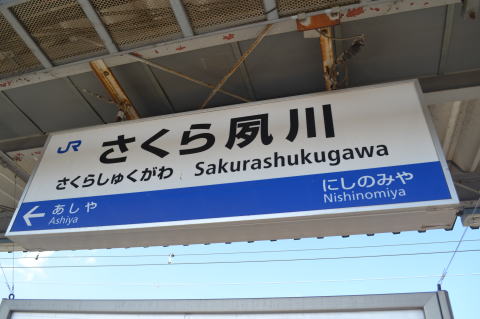 JR さくら夙川
さくらしゅくがわ Sakurashukugawa
← あしや にしのみや
Ashiya Nishinomiya